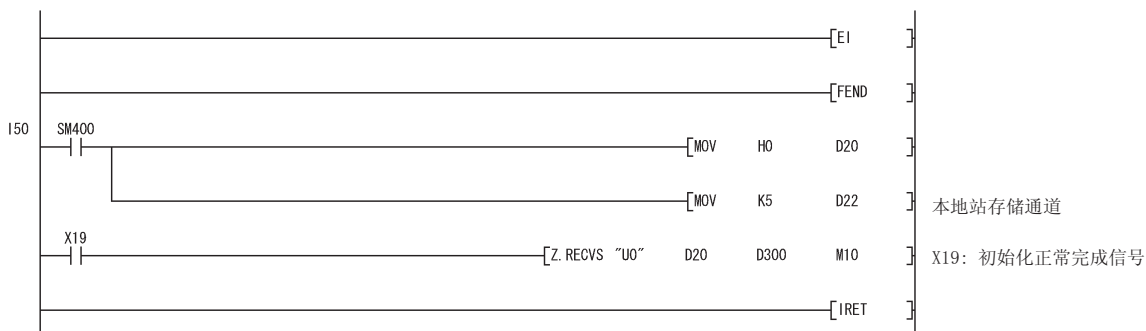 [EI ]
[FEND ]
I50 SM400 [MOV H0 D20 ]
[MOV K5 D22 ] 本地站存储通道
X19 [Z.RECVS "U0" D20 D300 M10 ] X19: 初始化正常完成信号
[IRET ]